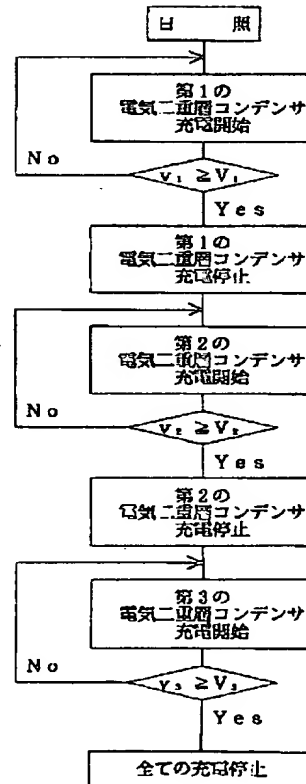 日 照
第1の
電気二重層コンデンサ
充電開始
No
v₁ ≧ V₁
Yes
第1の
電気二重層コンデンサ
充電停止
第2の
電気二重層コンデンサ
充電開始
No
v₂ ≧ V₂
Yes
第2の
電気二重層コンデンサ
充電停止
第3の
電気二重層コンデンサ
充電開始
No
v₃ ≧ V₃
Yes
全ての充電停止